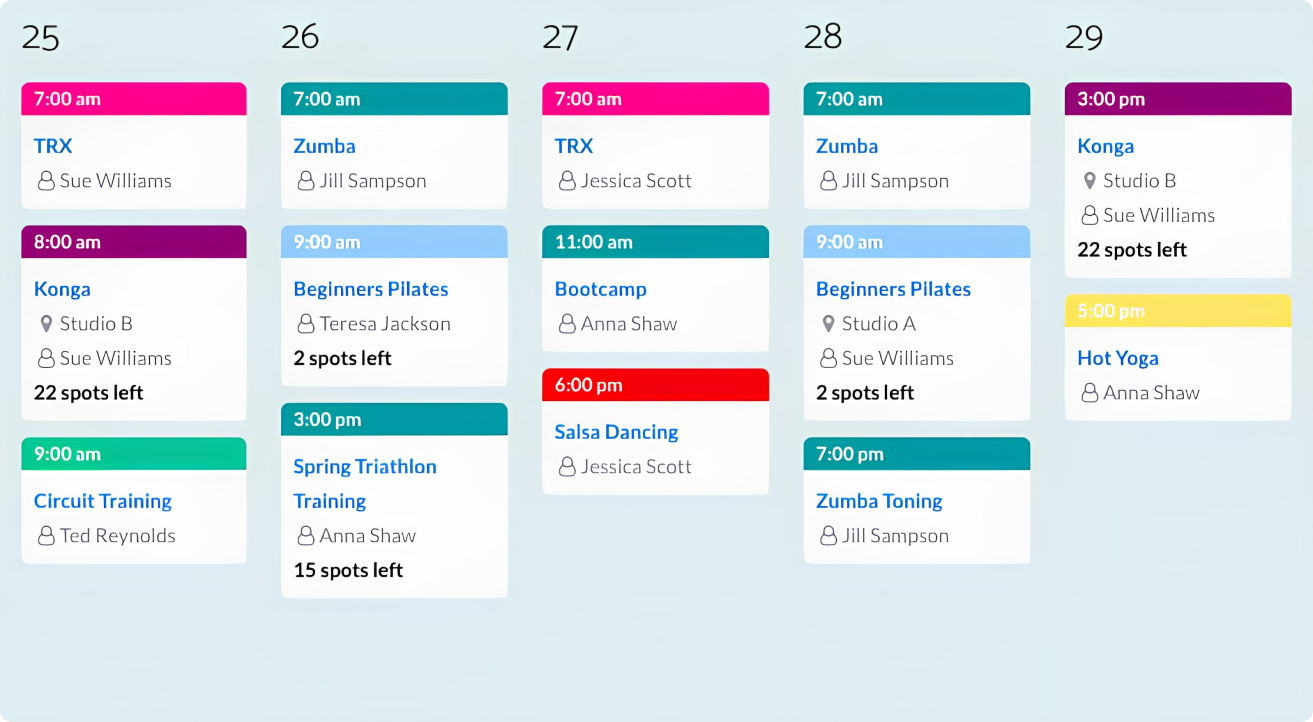 25
7:00 am
TRX
Sue Williams
8:00 am
Konga
Studio B
Sue Williams
22 spots left
9:00 am
Circuit Training
Ted Reynolds
26
7:00 am
Zumba
Jill Sampson
9:00 am
Beginners Pilates
Teresa Jackson
2 spots left
3:00 pm
Spring Triathlon
Training
Anna Shaw
15 spots left
27
7:00 am
TRX
Jessica Scott
11:00 am
Bootcamp
Anna Shaw
6:00 pm
Salsa Dancing
Jessica Scott
28
7:00 am
Zumba
Jill Sampson
9:00 am
Beginners Pilates
Studio A
Sue Williams
2 spots left
7:00 pm
Zumba Toning
Jill Sampson
29
3:00 pm
Konga
Studio B
Sue Williams
22 spots left
5:00 pm
Hot Yoga
Anna Shaw